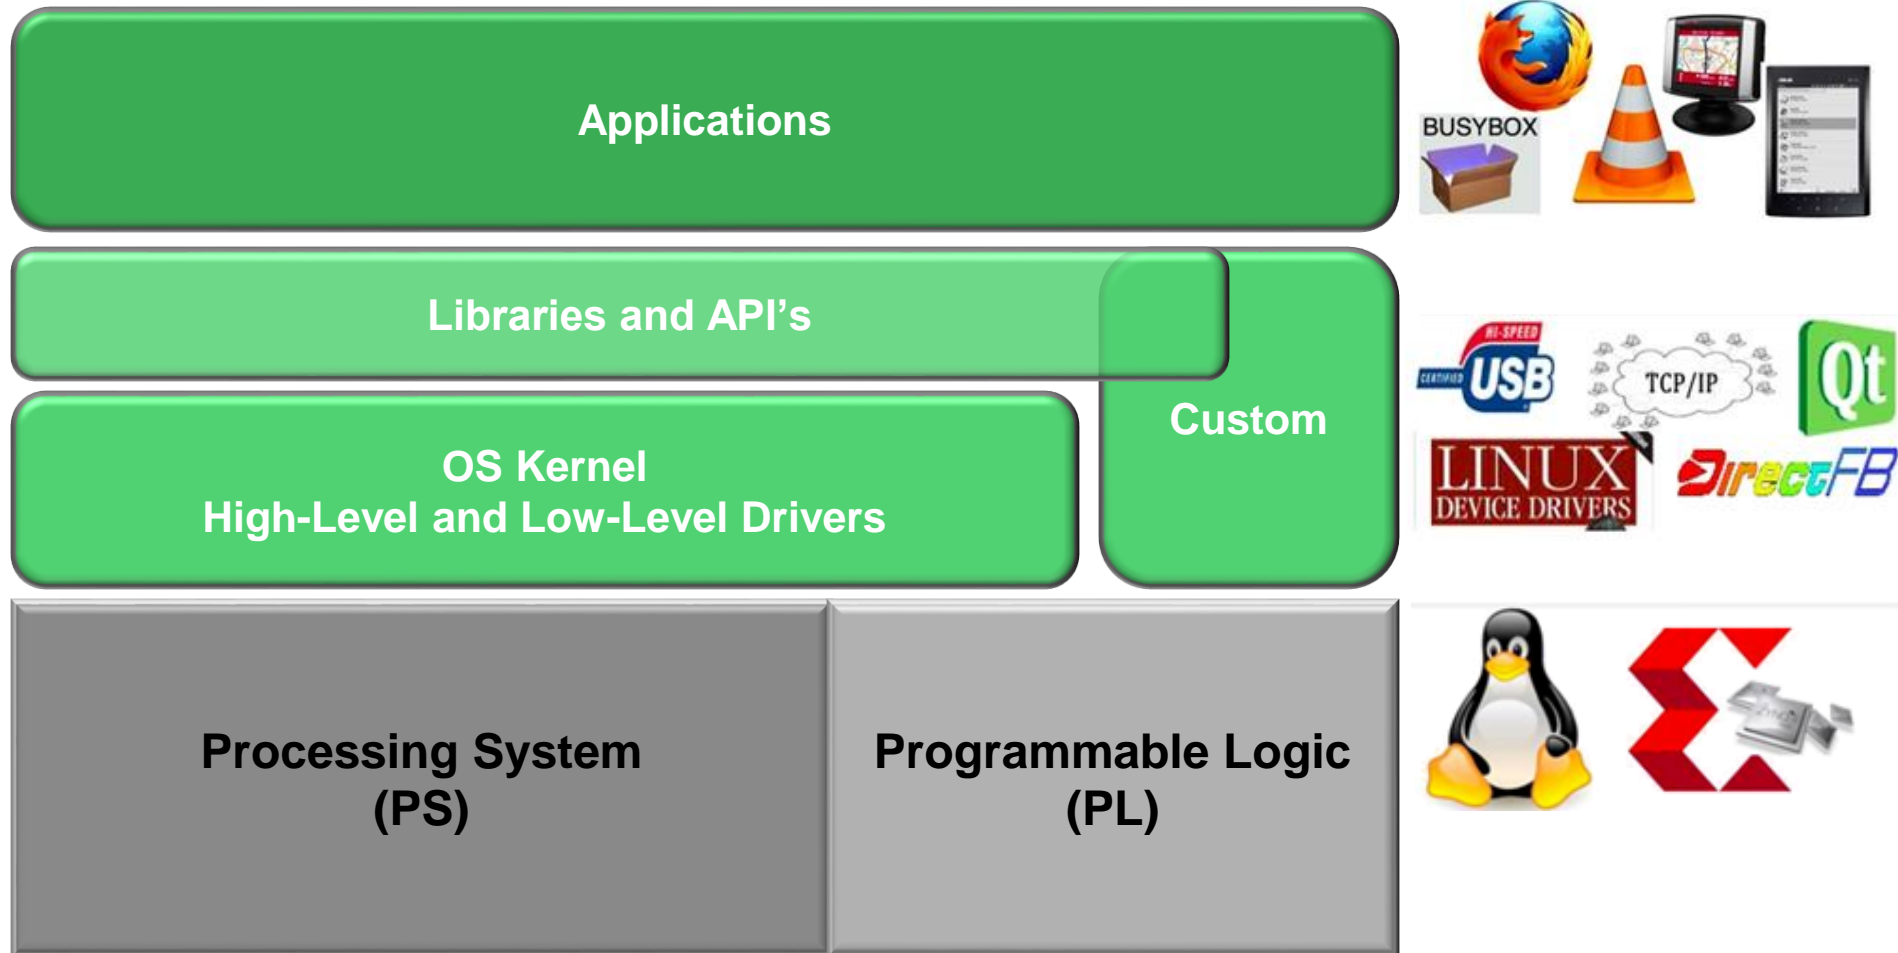 Applications
BUSYBOX
Libraries and API’s
OS Kernel
High-Level and Low-Level Drivers
Custom
HI-SPEED
CERTIFIED
USB
TCP/IP
Qt
LINUX
DEVICE DRIVERS
DirectFB
Processing System
(PS)
Programmable Logic
(PL)